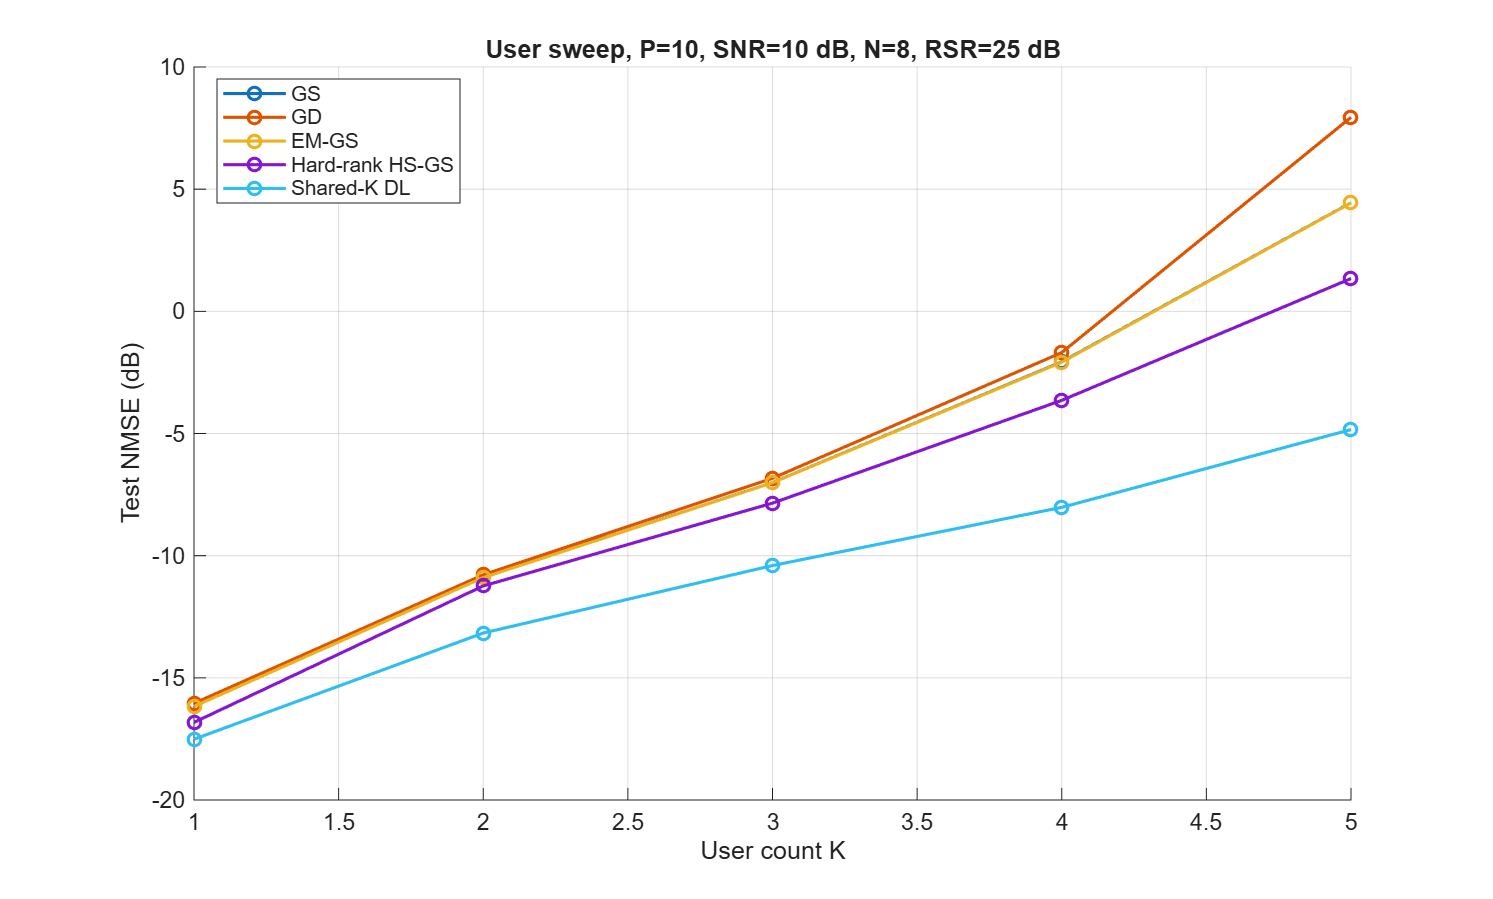 User sweep, P=10, SNR=10 dB, N=8, RSR=25 dB
10
5
0
-5
-10
-15
-20
Test NMSE (dB)
GS
GD
EM-GS
Hard-rank HS-GS
Shared-K DL
1 1.5 2 2.5 3 3.5 4 4.5 5
User count K